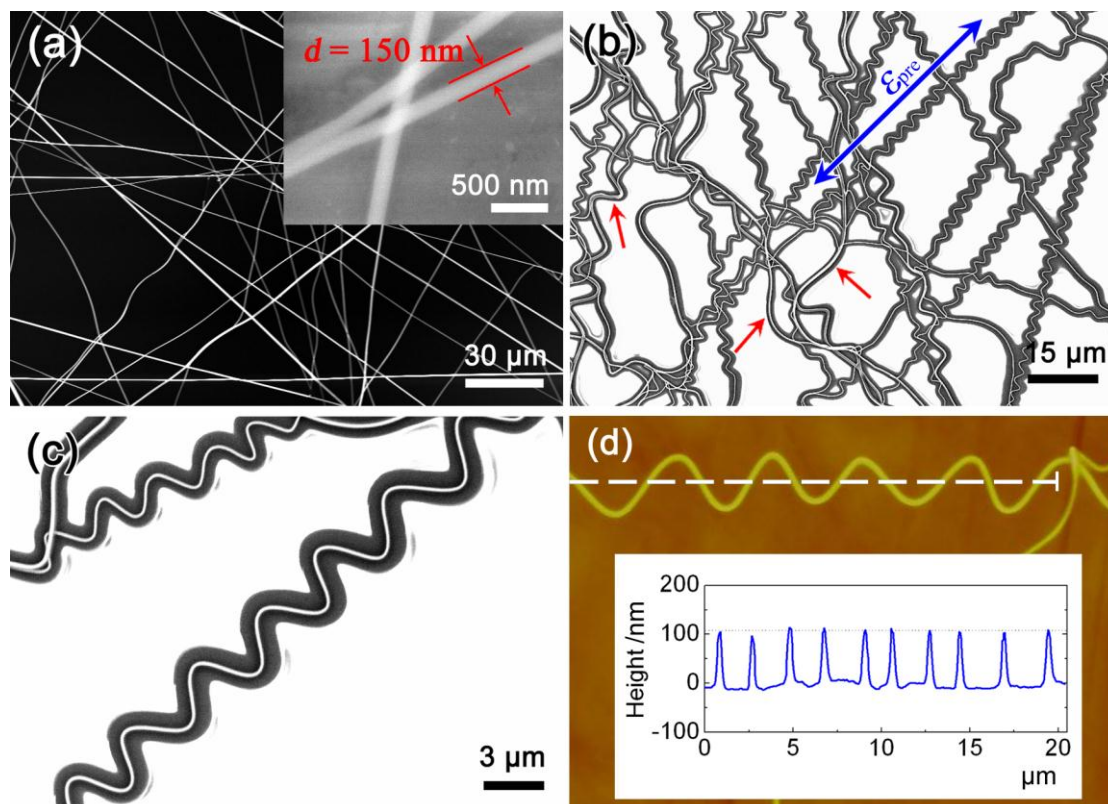 (a)
d = 150 nm
500 nm
30 µm
(b)
εpre
15 µm
(c)
3 µm
(d)
Height /nm
200
100
0
-100
0 5 10 15 20
µm